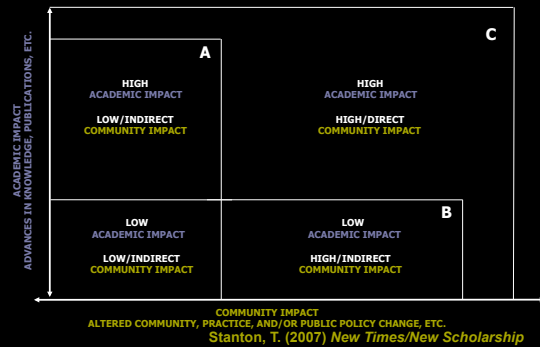 C
A
HIGH
ACADEMIC IMPACT
LOW/INDIRECT
COMMUNITY IMPACT
HIGH
ACADEMIC IMPACT
HIGH/DIRECT
COMMUNITY IMPACT
ACADEMIC IMPACT
ADVANCES IN KNOWLEDGE, PUBLICATIONS, ETC.
B
LOW
ACADEMIC IMPACT
LOW/INDIRECT
COMMUNITY IMPACT
LOW
ACADEMIC IMPACT
HIGH/INDIRECT
COMMUNITY IMPACT
COMMUNITY IMPACT
ALTERED COMMUNITY, PRACTICE, AND/OR PUBLIC POLICY CHANGE, ETC.
Stanton, T. (2007) New Times/New Scholarship